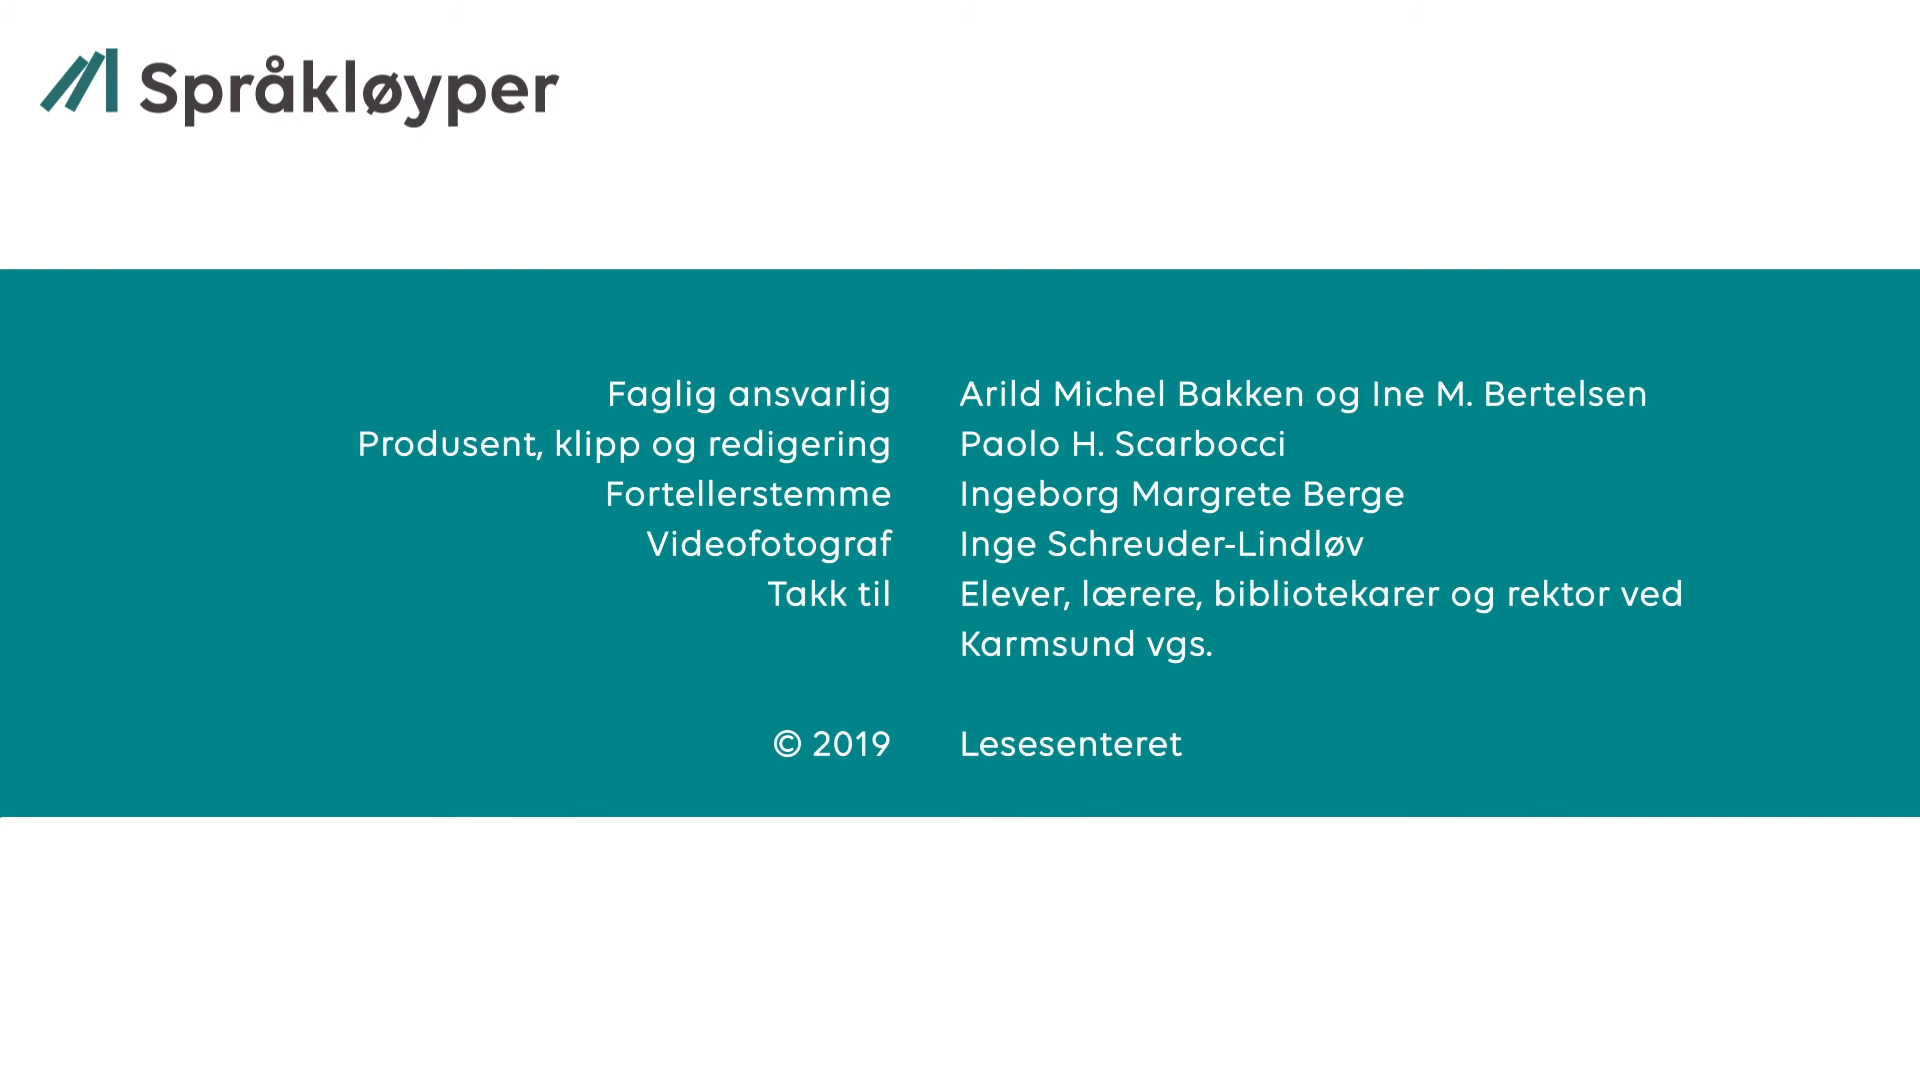 Språkløyper
Faglig ansvarlig Arild Michel Bakken og Ine M. Bertelsen
Produsent, klipp og redigering Paolo H. Scarbocci
Fortellerstemme Ingeborg Margrete Berge
Videofotograf Inge Schreuder-Lindløv
Takk til Elever, lærere, bibliotekarer og rektor ved
Karmsund vgs.
© 2019 Lesesenteret